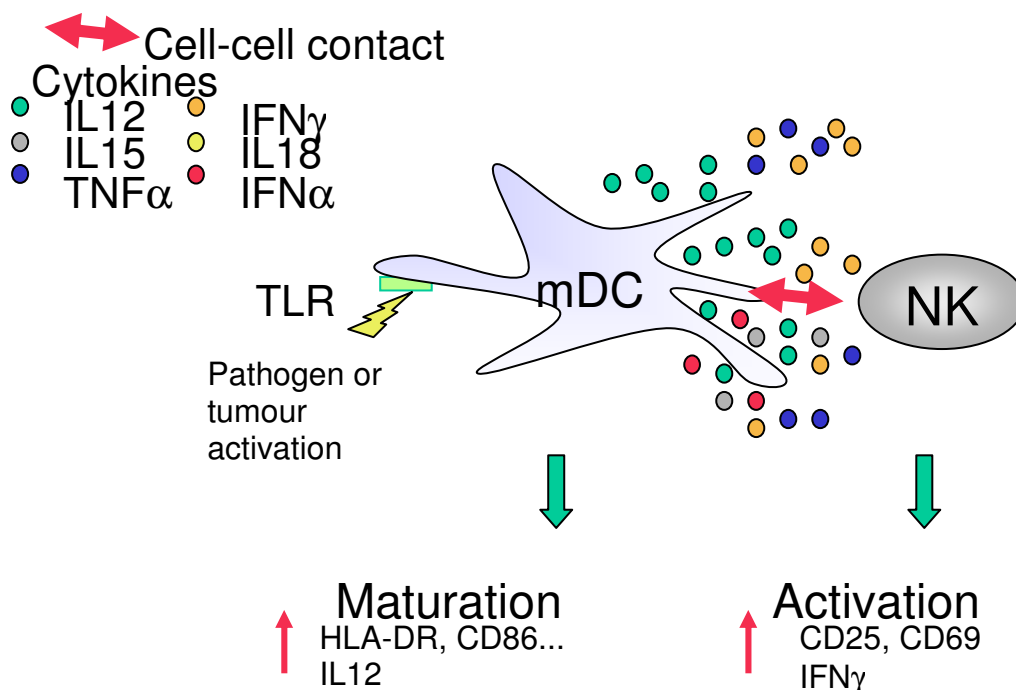 Cell-cell contact
Cytokines
IL12
IFNγ
IL15
IL18
TNFα
IFNα
TLR
mDC
NK
Pathogen or
tumour
activation
Maturation
HLA-DR, CD86...
IL12
Activation
CD25, CD69
IFNγ